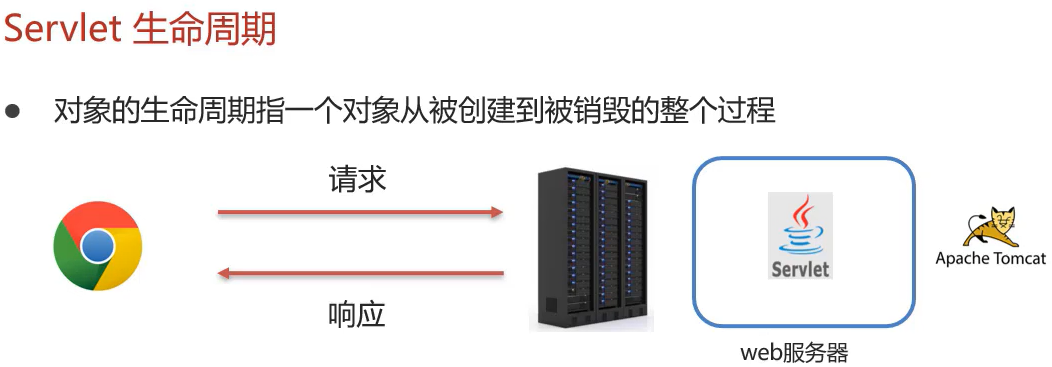 Servlet 生命周期
● 对象的生命周期指一个对象从被创建到被销毁的整个过程
请求
响应
Servlet
Apache Tomcat
web服务器